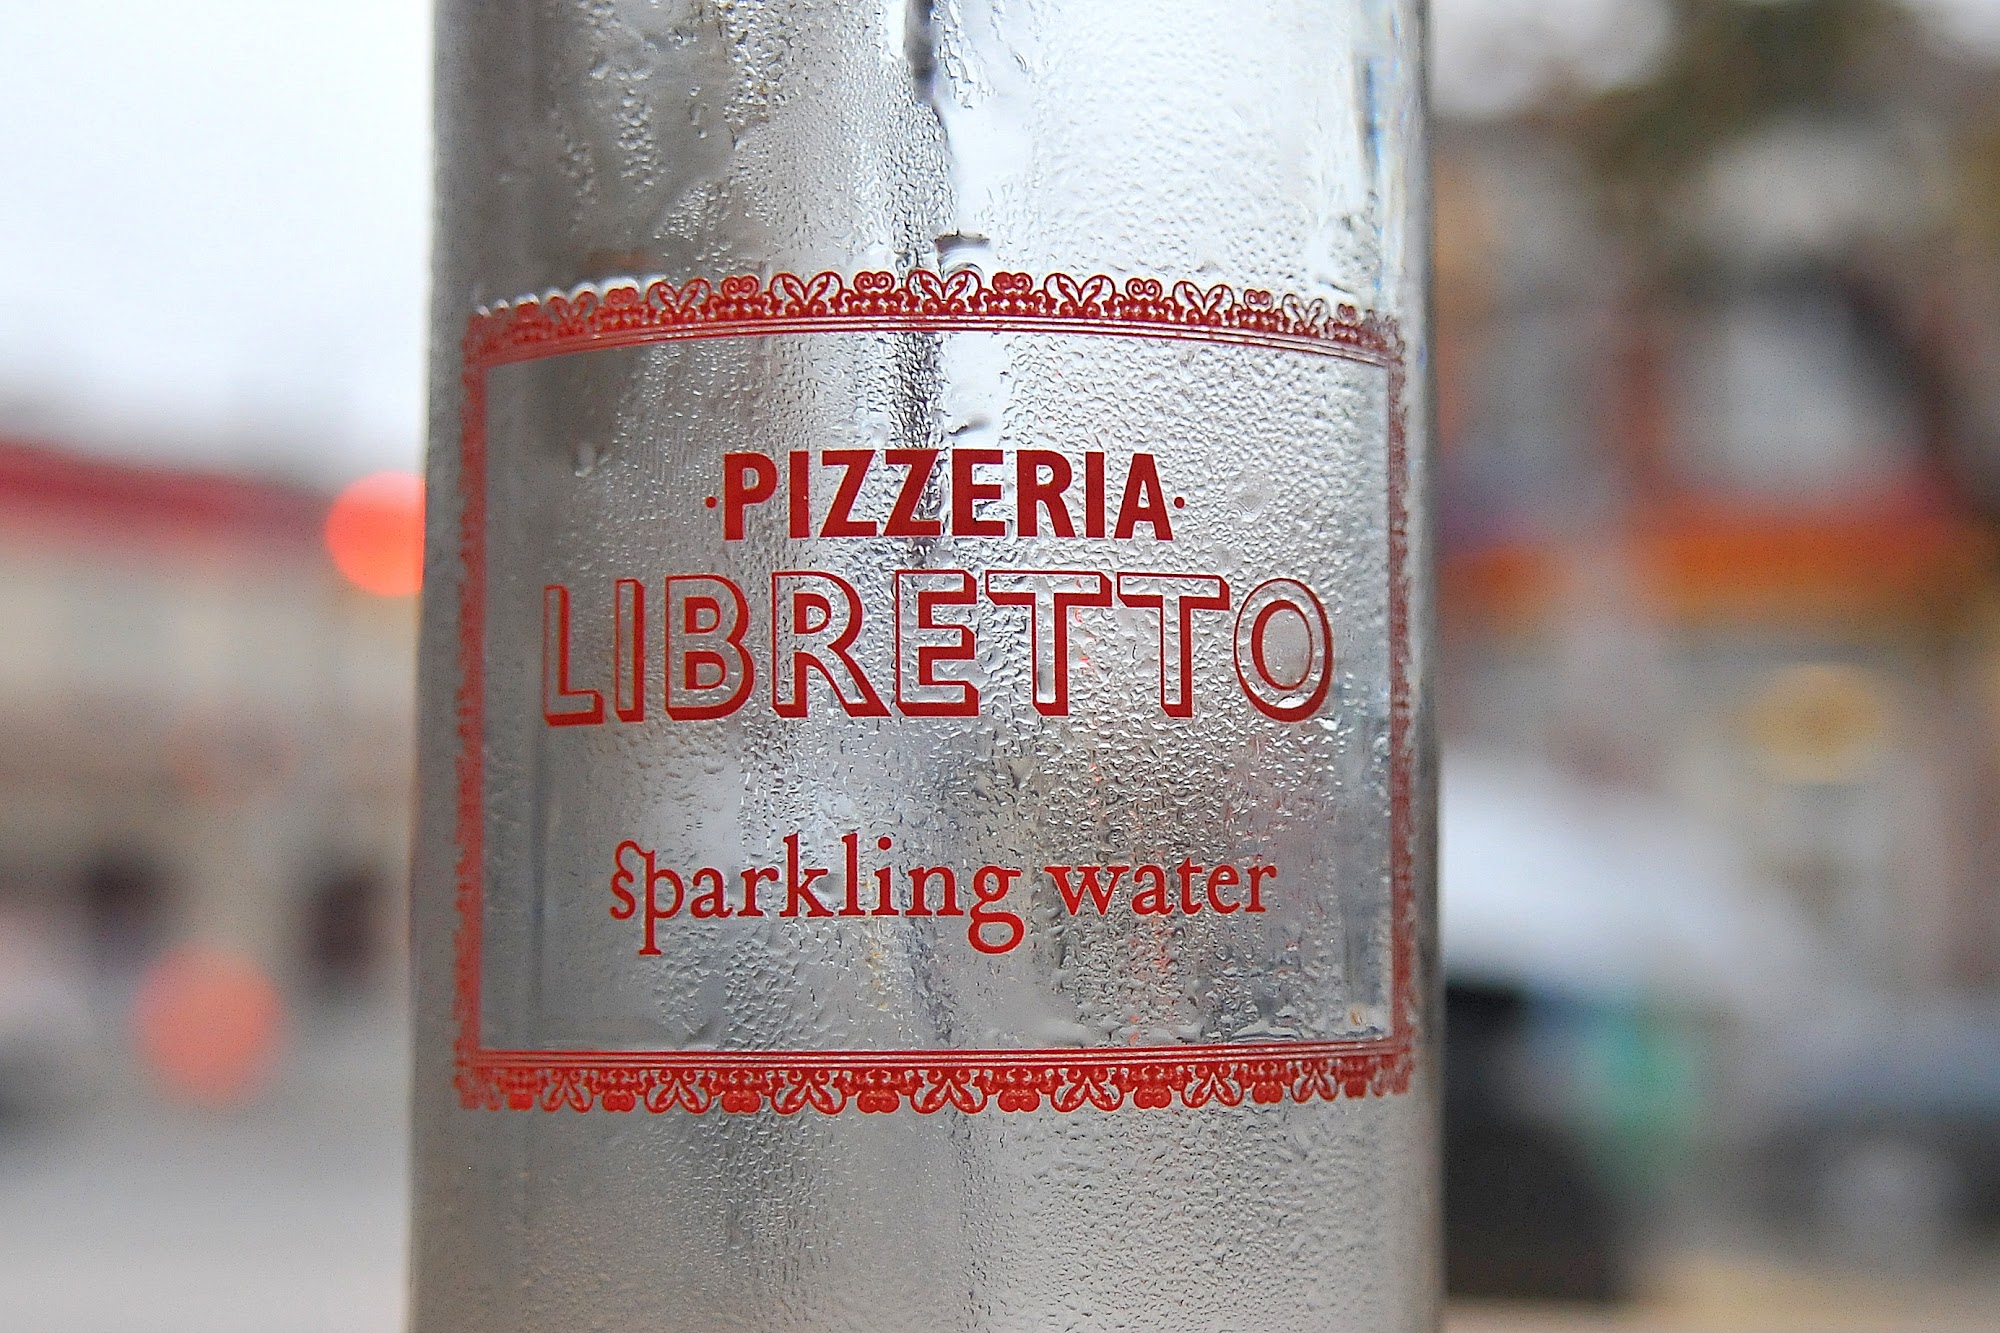 ·PIZZERIA·
LIBRETTO
sparkling water